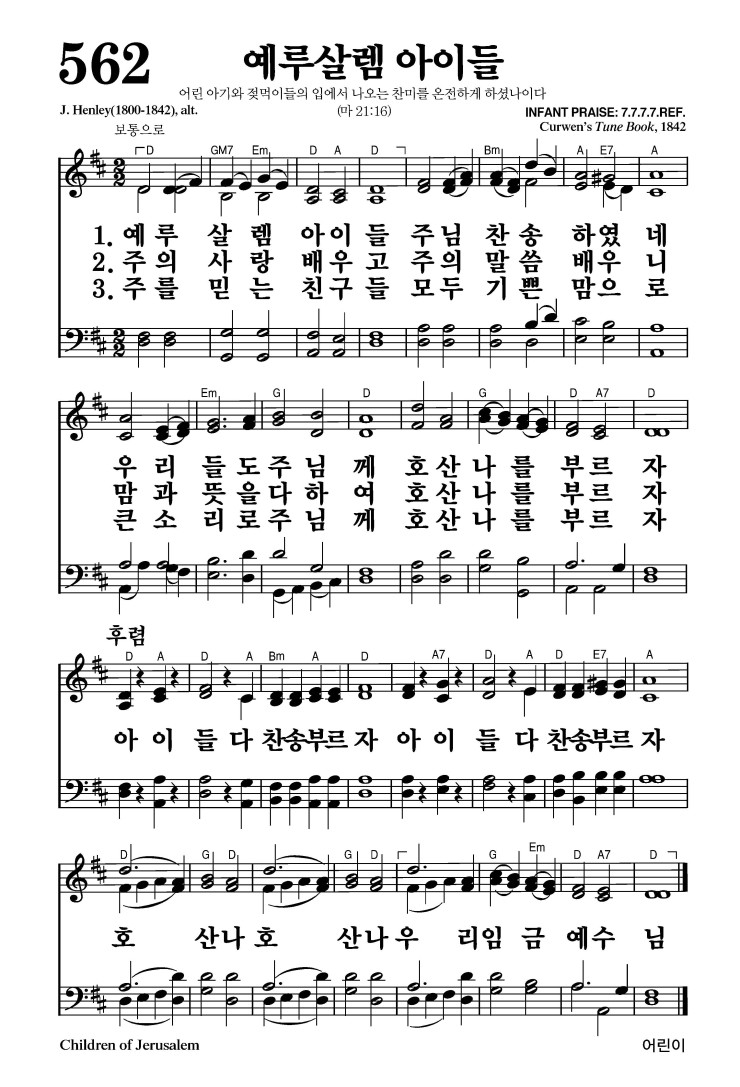 562
예루살렘 아이들
어린 아기와 젖먹이들의 입에서 나오는 찬미를 온전하게 하셨나이다
J. Henley(1800-1842), alt.
(마 21:16)
INFANT PRAISE: 7.7.7.7.REF.
보통으로
Curwen's Tune Book, 1842
D GM7 Em D A D Bm A E7 A
1. 예 루 살 렘 아 이 들 주 님 찬 송 하 였 네
2. 주 의 사 랑 배 우 고 주 의 말 씀 배 우 니
3. 주 를 믿 는 친 구 들 모 두 기 쁜 맘 으 로
Em G D G D A7 D
우 리 들 도 주 님 께 호 산 나 를 부 르 자
맘 과 뜻 을 다 하 여 호 산 나 를 부 르 자
큰 소 리 로 주 님 께 호 산 나 를 부 르 자
후렴
D A D A Bm A D A7 D A D E7 A
아 이 들 다 찬송부르 자 아 이 들 다 찬송부르 자
D G D D G D G Em D A7 D
호 산나 호 산나 우 리임 금 예수 님
Children of Jerusalem
어린이